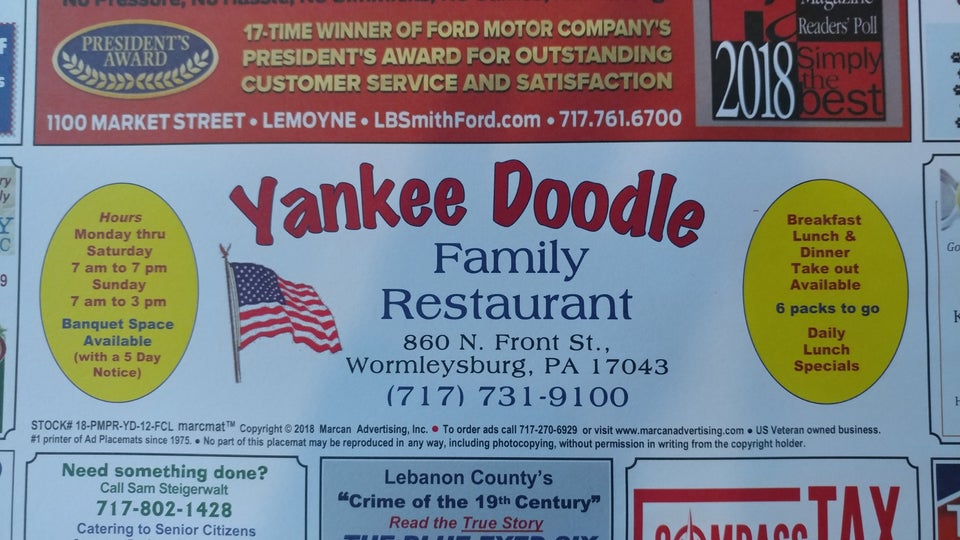 PRESIDENT'S
AWARD
17-TIME WINNER OF FORD MOTOR COMPANY'S
PRESIDENT'S AWARD FOR OUTSTANDING
CUSTOMER SERVICE AND SATISFACTION
1100 MARKET STREET • LEMOYNE • LBSmithFord.com • 717.761.6700
Magazine
Readers' Poll
2018
Simply
the
best
Yankee Doodle
Family
Restaurant
860 N. Front St.,
Wormleysburg, PA 17043
(717) 731-9100
Hours
Monday thru
Saturday
7 am to 7 pm
Sunday
7 am to 3 pm
Banquet Space
Available
(with a 5 Day
Notice)
Breakfast
Lunch &
Dinner
Take out
Available
6 packs to go
Daily
Lunch
Specials
STOCK# 18-PMPR-YD-12-FCL marcmat™ Copyright © 2018 Marcan Advertising, Inc. • To order ads call 717-270-6929 or visit www.marcanadvertising.com • US Veteran owned business.
#1 printer of Ad Placemats since 1975. • No part of this placemat may be reproduced in any way, including photocopying, without permission in writing from the copyright holder.
Need something done?
Call Sam Steigerwalt
717-802-1428
Catering to Senior Citizens
Lebanon County's
"Crime of the 19th Century"
Read the True Story
THE BLUE EYED SIX
COMPASS TAX